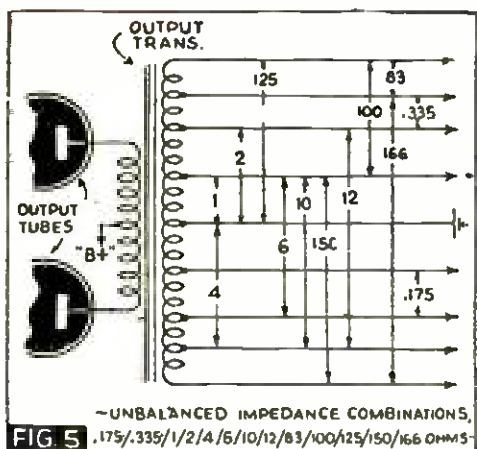 OUTPUT
TRANS.
125
83
100
.335
166
2
1
10
12
OUTPUT
TUBES
"B+"
6
150
4
.175
~UNBALANCED IMPEDANCE COMBINATIONS,
FIG. 5 .175/.335/1/2/4/6/10/12/83/100/125/150/166 OHMS~